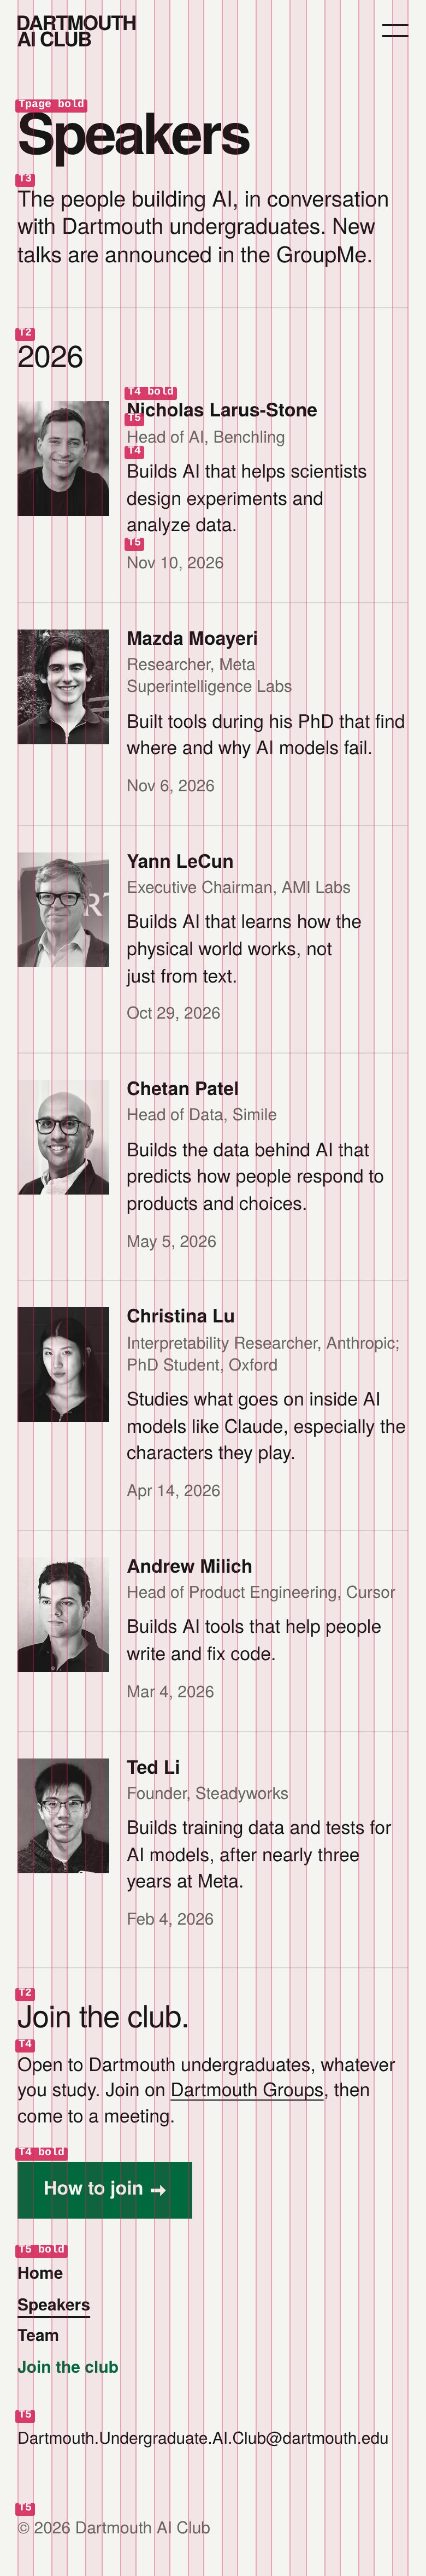 DARTMOUTH
AI CLUB
Tpage bold
Speakers
T3
The people building AI, in conversation
with Dartmouth undergraduates. New
talks are announced in the GroupMe.
T2
2026
T4 bold
Nicholas Larus-Stone
T5
Head of AI, Benchling
T4
Builds AI that helps scientists
design experiments and
analyze data.
T5
Nov 10, 2026
Mazda Moayeri
Researcher, Meta
Superintelligence Labs
Built tools during his PhD that find
where and why AI models fail.
Nov 6, 2026
Yann LeCun
Executive Chairman, AMI Labs
Builds AI that learns how the
physical world works, not
just from text.
Oct 29, 2026
Chetan Patel
Head of Data, Simile
Builds the data behind AI that
predicts how people respond to
products and choices.
May 5, 2026
Christina Lu
Interpretability Researcher, Anthropic;
PhD Student, Oxford
Studies what goes on inside AI
models like Claude, especially the
characters they play.
Apr 14, 2026
Andrew Milich
Head of Product Engineering, Cursor
Builds AI tools that help people
write and fix code.
Mar 4, 2026
Ted Li
Founder, Steadyworks
Builds training data and tests for
AI models, after nearly three
years at Meta.
Feb 4, 2026
T2
Join the club.
T4
Open to Dartmouth undergraduates, whatever
you study. Join on Dartmouth Groups, then
come to a meeting.
T4 bold
How to join →
T5 bold
Home
Speakers
Team
Join the club
T5
Dartmouth.Undergraduate.AI.Club@dartmouth.edu
T5
© 2026 Dartmouth AI Club